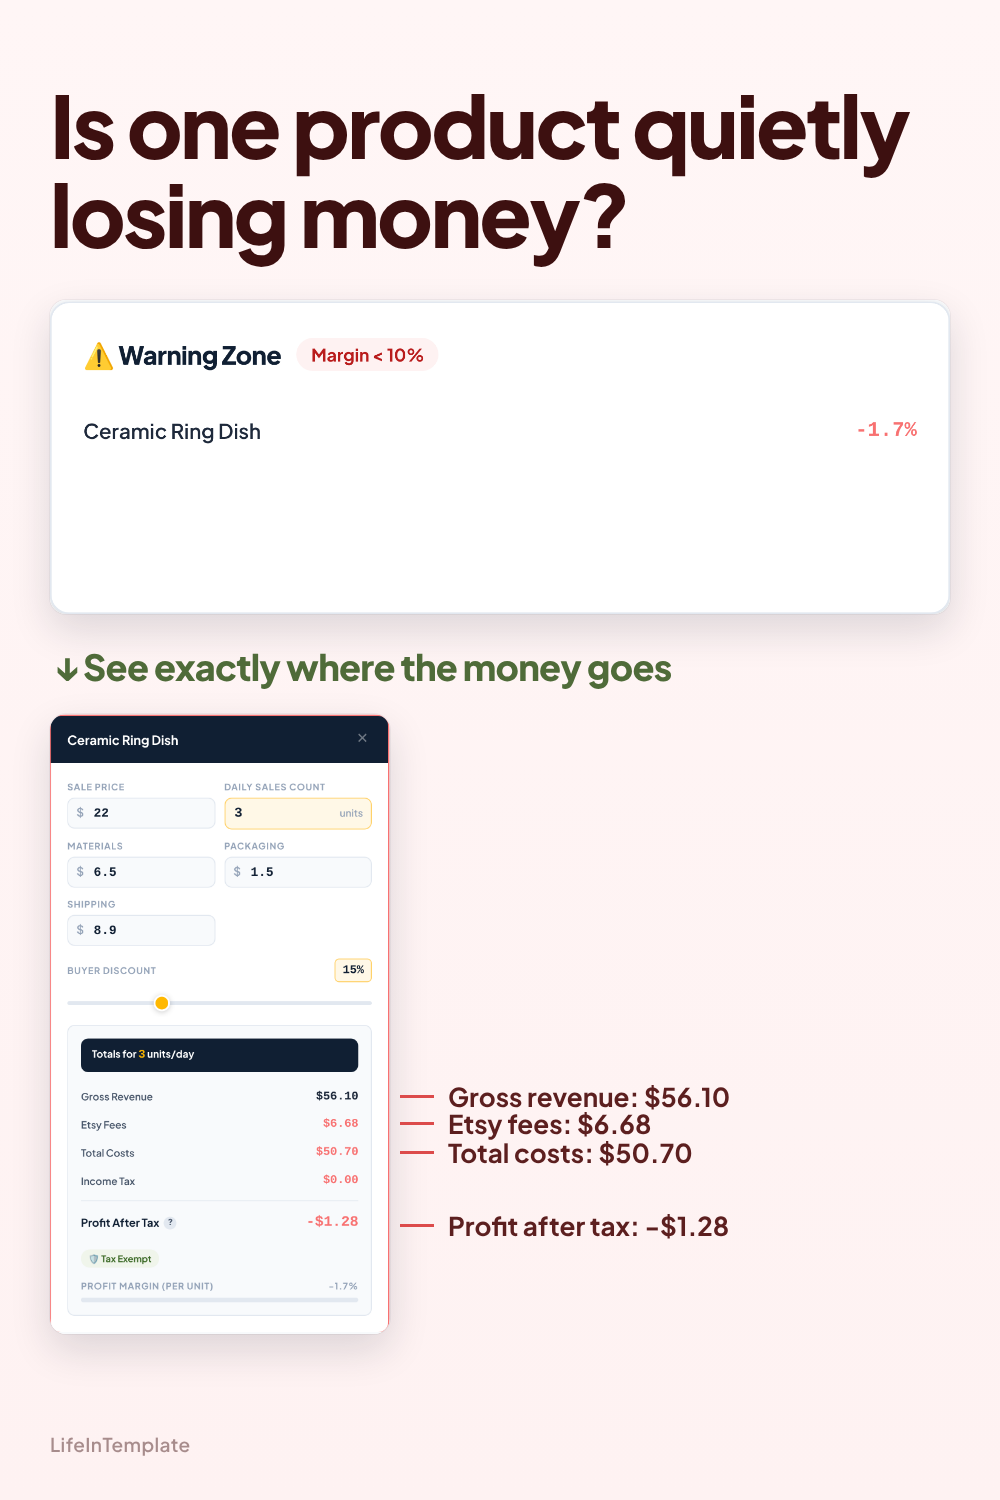 Is one product quietly
losing money?
⚠️ Warning Zone Margin < 10%
Ceramic Ring Dish -1.7%
↓ See exactly where the money goes
Ceramic Ring Dish ×
SALE PRICE DAILY SALES COUNT
$ 22 3 units
MATERIALS PACKAGING
$ 6.5 $ 1.5
SHIPPING
$ 8.9
BUYER DISCOUNT 15%
Totals for 3 units/day
Gross Revenue $56.10
Etsy Fees $6.68
Total Costs $50.70
Income Tax $0.00
Profit After Tax ? -$1.28
🛡️ Tax Exempt
PROFIT MARGIN (PER UNIT) -1.7%
Gross revenue: $56.10
Etsy fees: $6.68
Total costs: $50.70
Profit after tax: -$1.28
LifeInTemplate